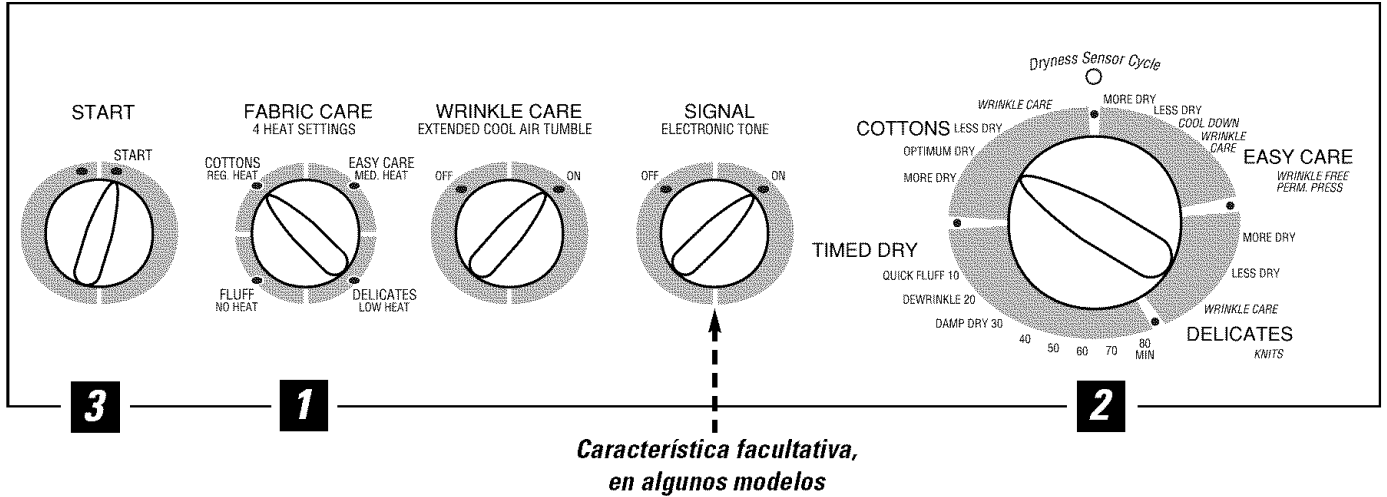 START
START
FABRIC CARE
4 HEAT SETTINGS
COTTONS
REG. HEAT
EASY CARE
MED. HEAT
FLUFF
NO HEAT
DELICATES
LOW HEAT
WRINKLE CARE
EXTENDED COOL AIR TUMBLE
OFF
ON
SIGNAL
ELECTRONIC TONE
OFF
ON
Dryness Sensor Cycle
WRINKLE CARE
COTTONS LESS DRY
OPTIMUM DRY
MORE DRY
MORE DRY
LESS DRY
COOL DOWN
WRINKLE
CARE
EASY CARE
WRINKLE FREE
PERM. PRESS
MORE DRY
LESS DRY
WRINKLE CARE
DELICATES
KNITS
TIMED DRY
QUICK FLUFF 10
DEWRINKLE 20
DAMP DRY 30
40
50
60
70
80
MIN
3
1
2
Característica facultativa,
en algunos modelos